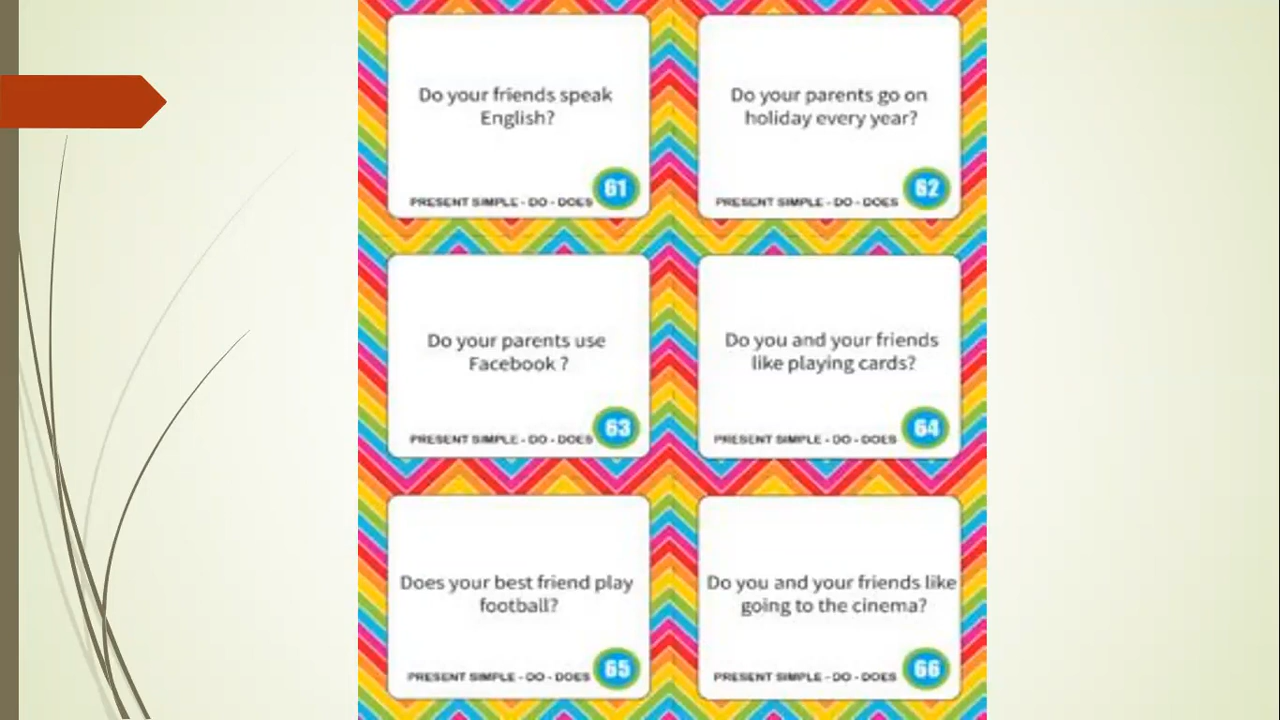 Do your friends speak
English?
61
PRESENT SIMPLE - DO - DOES
Do your parents go on
holiday every year?
62
PRESENT SIMPLE - DO - DOES
Do your parents use
Facebook ?
63
PRESENT SIMPLE - DO - DOES
Do you and your friends
like playing cards?
64
PRESENT SIMPLE - DO - DOES
Does your best friend play
football?
65
PRESENT SIMPLE - DO - DOES
Do you and your friends like
going to the cinema?
66
PRESENT SIMPLE - DO - DOES